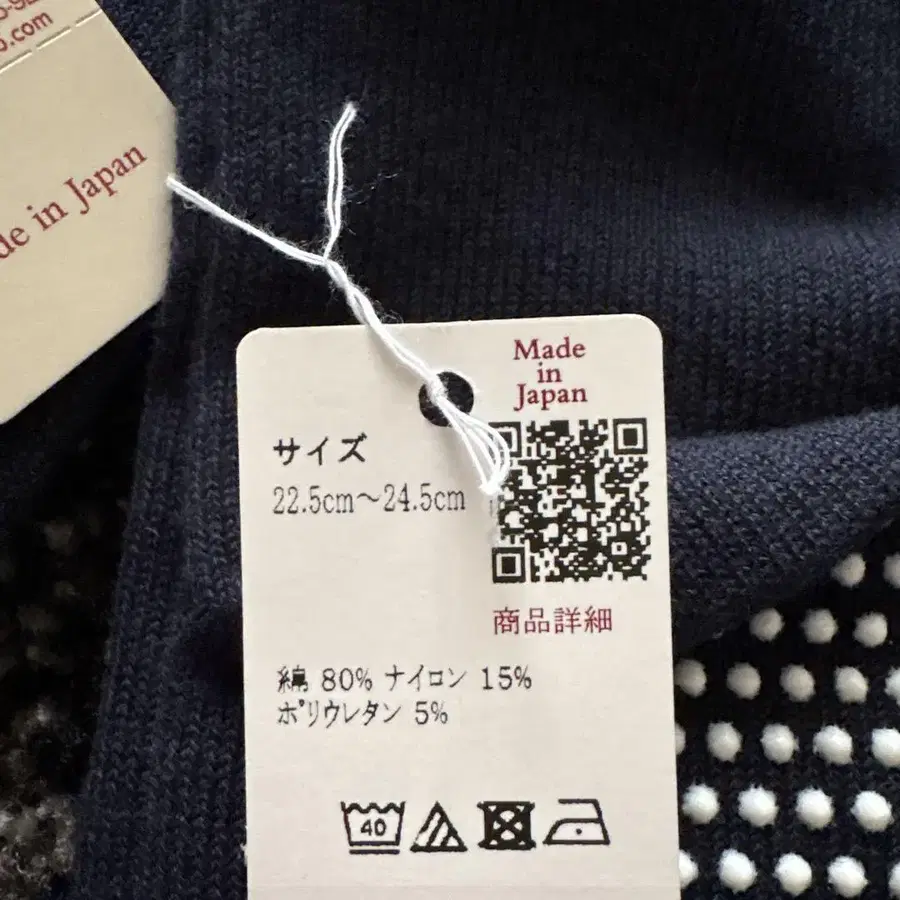 .com
in Japan
Made
in
Japan
サイズ
22.5cm～24.5cm
商品詳細
綿 80% ナイロン 15%
ポリウレタン 5%
40